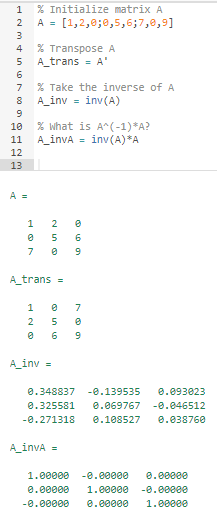 1 % Initialize matrix A
2 A = [1,2,0;0,5,6;7,0,9]
3
4 % Transpose A
5 A_trans = A'
6
7 % Take the inverse of A
8 A_inv = inv(A)
9
10 % What is A^(-1)*A?
11 A_invA = inv(A)*A
12
13
A =
1 2 0
0 5 6
7 0 9
A_trans =
1 0 7
2 5 0
0 6 9
A_inv =
0.348837 -0.139535 0.093023
0.325581 0.069767 -0.046512
-0.271318 0.108527 0.038760
A_invA =
1.00000 -0.00000 0.00000
0.00000 1.00000 -0.00000
-0.00000 0.00000 1.00000